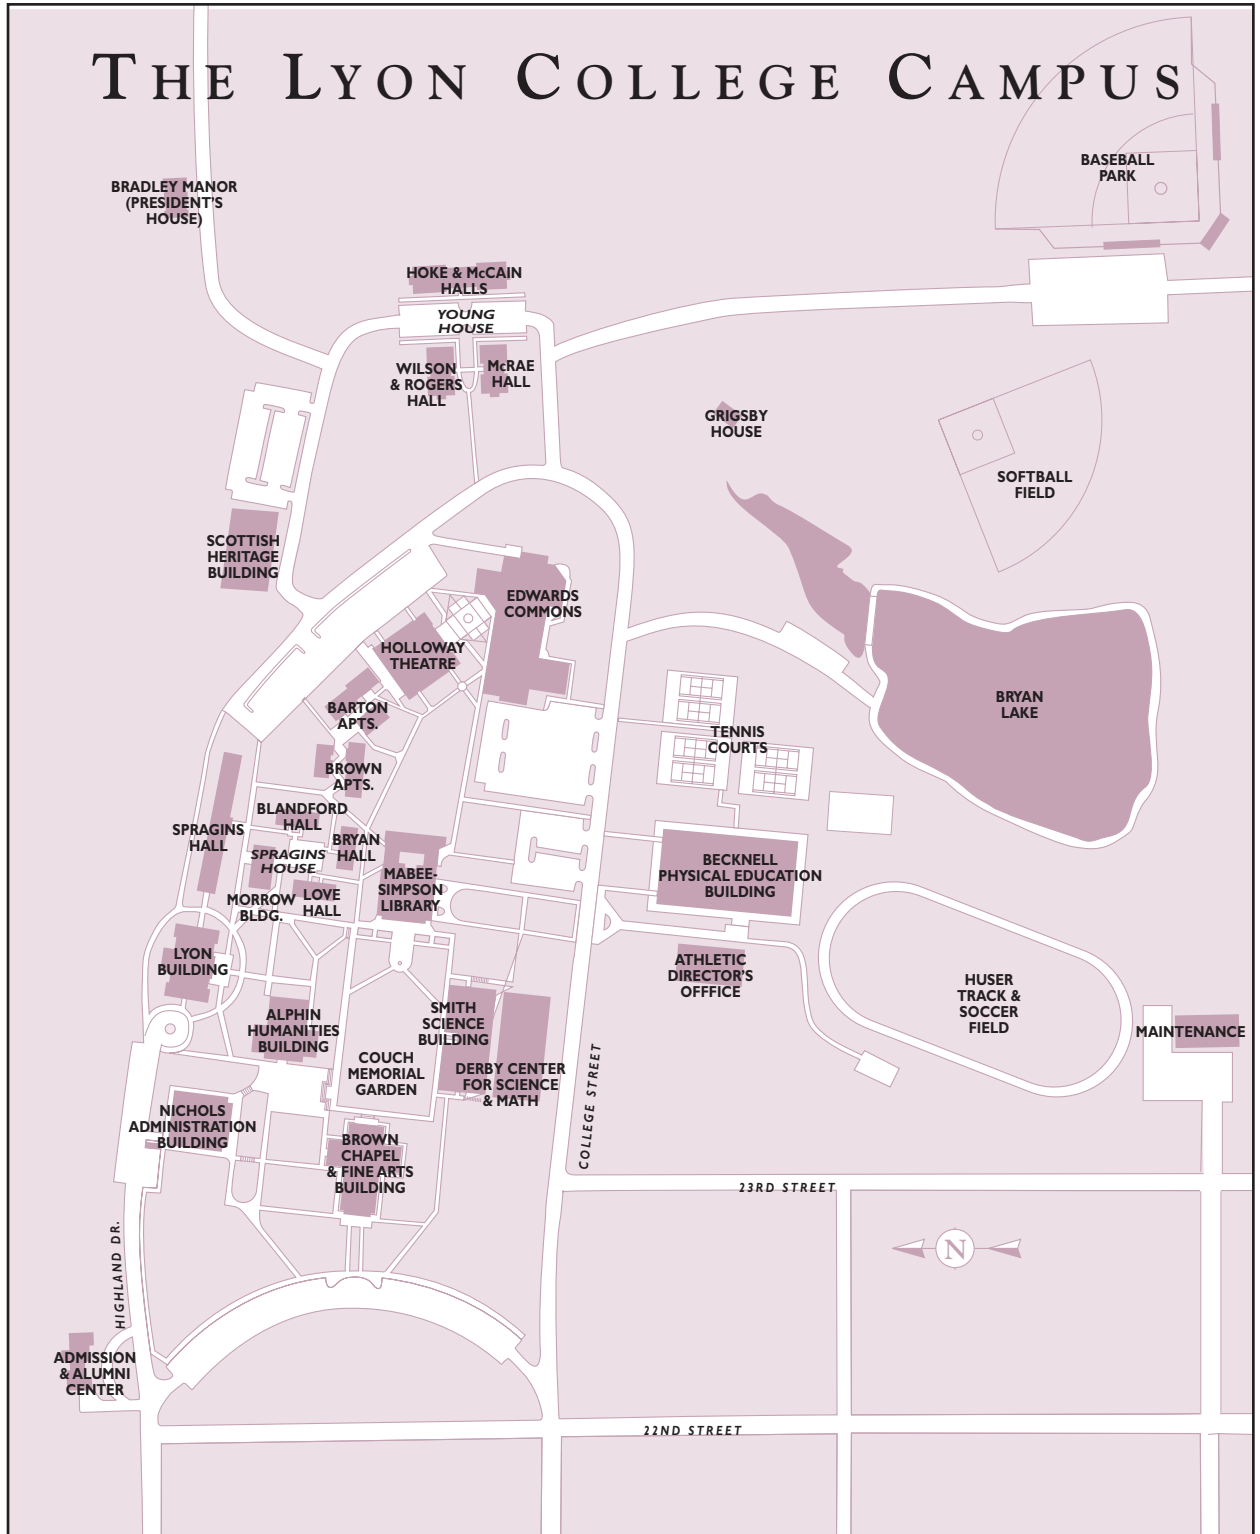 THE LYON COLLEGE CAMPUS
BASEBALL
PARK
BRADLEY MANOR
(PRESIDENT'S
HOUSE)
HOKE & McCAIN
HALLS
YOUNG
HOUSE
WILSON
& ROGERS
HALL
McRAE
HALL
GRIGSBY
HOUSE
SOFTBALL
FIELD
SCOTTISH
HERITAGE
BUILDING
EDWARDS
COMMONS
HOLLOWAY
THEATRE
BARTON
APTS.
BRYAN
LAKE
TENNIS
COURTS
BROWN
APTS.
BLANDFORD
HALL
SPRAGINS
HALL
BRYAN
HALL
SPRAGINS
HOUSE
MABEE-
SIMPSON
LIBRARY
BECKNELL
PHYSICAL EDUCATION
BUILDING
MORROW
BLDG.
LOVE
HALL
LYON
BUILDING
ATHLETIC
DIRECTOR'S
OFFFICE
HUSER
TRACK &
SOCCER
FIELD
ALPHIN
HUMANITIES
BUILDING
SMITH
SCIENCE
BUILDING
MAINTENANCE
COUCH
MEMORIAL
GARDEN
DERBY CENTER
FOR SCIENCE
& MATH
COLLEGE STREET
NICHOLS
ADMINISTRATION
BUILDING
BROWN
CHAPEL
& FINE ARTS
BUILDING
23RD STREET
N
HIGHLAND DR.
ADMISSION
& ALUMNI
CENTER
22ND STREET